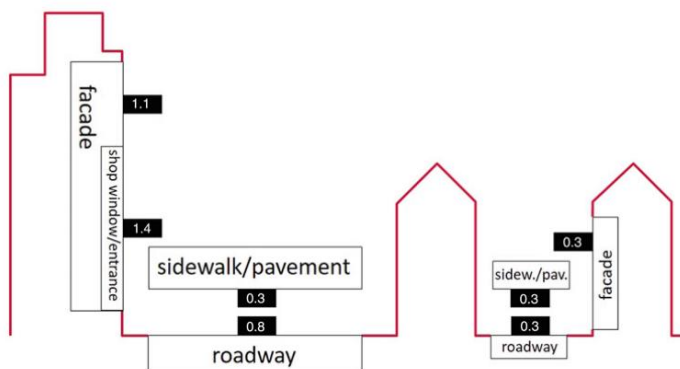 facade
1.1
shop window/entrance
1.4
sidewalk/pavement
0.3
0.8
roadway
0.3
sidew./pav.
0.3
0.3
roadway
facade